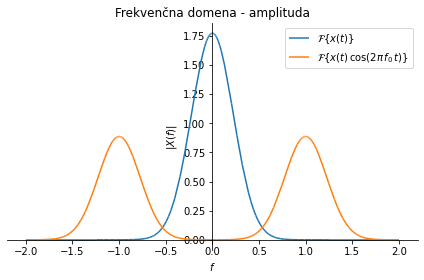 Frekvenčna domena - amplituda
1.75
1.50
1.25
1.00
0.75
0.50
0.25
0.00
|X(f)|
ℱ{x(t)}
ℱ{x(t) cos(2π f₀ t)}
−2.0 −1.5 −1.0 −0.5 0.0 0.5 1.0 1.5 2.0
f